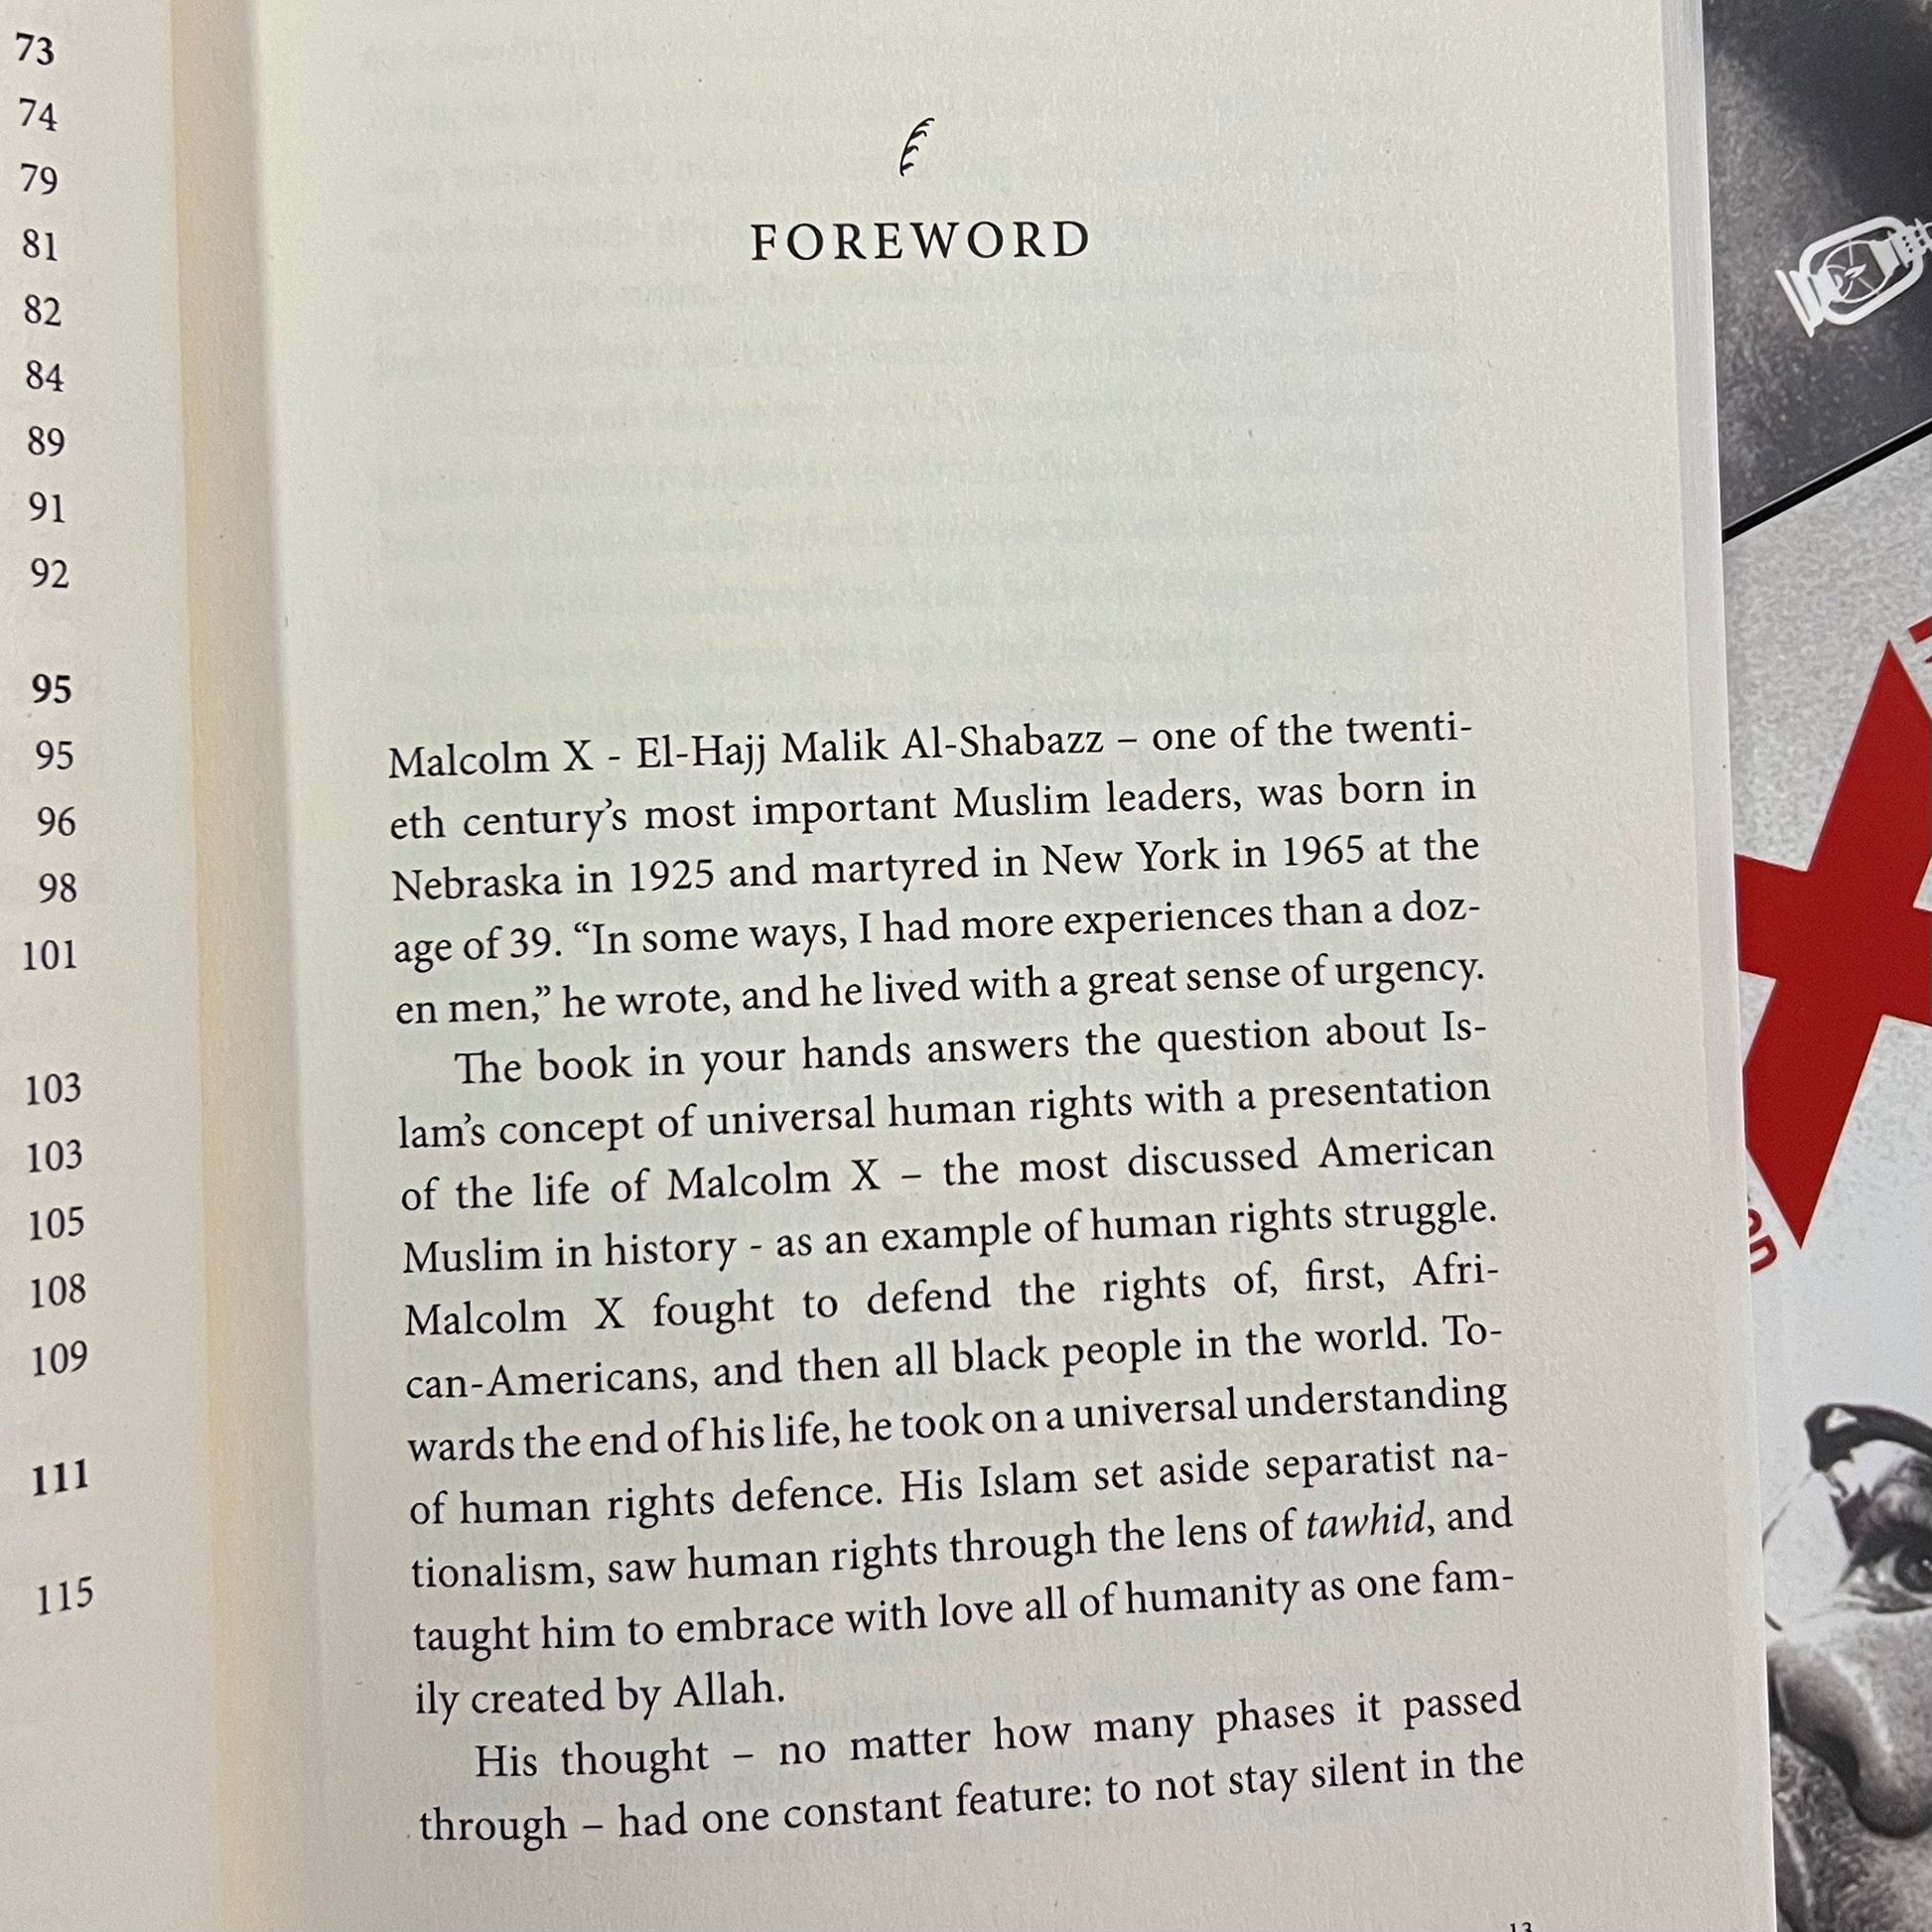 73
74
79
81
82
84
89
91
92
95
95
96
98
101
103
103
105
108
109
111
115
FOREWORD
Malcolm X - El-Hajj Malik Al-Shabazz – one of the twenti-
eth century’s most important Muslim leaders, was born in
Nebraska in 1925 and martyred in New York in 1965 at the
age of 39. “In some ways, I had more experiences than a doz-
en men,” he wrote, and he lived with a great sense of urgency.
The book in your hands answers the question about Is-
lam’s concept of universal human rights with a presentation
of the life of Malcolm X – the most discussed American
Muslim in history - as an example of human rights struggle.
Malcolm X fought to defend the rights of, first, Afri-
can-Americans, and then all black people in the world. To-
wards the end of his life, he took on a universal understanding
of human rights defence. His Islam set aside separatist na-
tionalism, saw human rights through the lens of tawhid, and
taught him to embrace with love all of humanity as one fam-
ily created by Allah.
His thought – no matter how many phases it passed
through – had one constant feature: to not stay silent in the
13
X